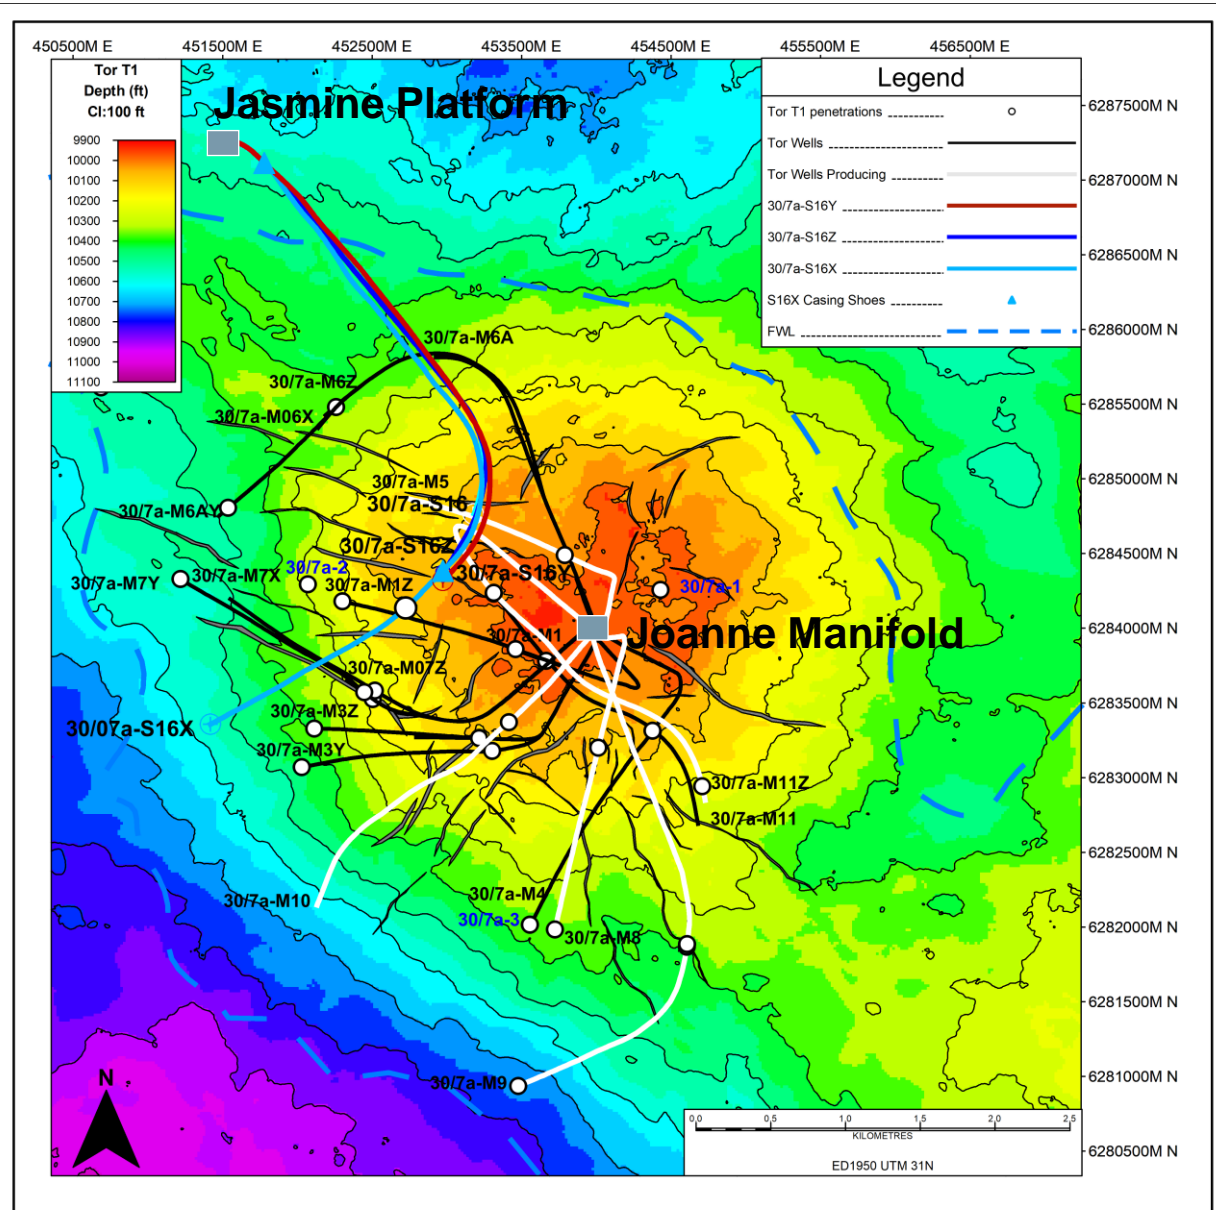 450500M E 451500M E 452500M E 453500M E 454500M E 455500M E 456500M E
Tor T1
Depth (ft)
CI:100 ft
9900
10000
10100
10200
10300
10400
10500
10600
10700
10800
10900
11000
11100
Jasmine Platform
Legend
Tor T1 penetrations
Tor Wells
Tor Wells Producing
30/7a-S16Y
30/7a-S16Z
30/7a-S16X
S16X Casing Shoes
FWL
6287500M N
6287000M N
6286500M N
6286000M N
6285500M N
6285000M N
6284500M N
6284000M N
6283500M N
6283000M N
6282500M N
6282000M N
6281500M N
6281000M N
6280500M N
30/7a-M6A
30/7a-M6Z
30/7a-M06X
30/7a-M5
30/7a-S16
30/7a-M6AY
30/7a-S16Z
30/7a-2
30/7a-M7Y
30/7a-M7X
30/7a-M1Z
30/7a-S16Y
30/7a-1
30/7a-M1
Joanne Manifold
30/7a-M07Z
30/7a-M3Z
30/07a-S16X
30/7a-M3Y
30/7a-M11Z
30/7a-M11
30/7a-M10
30/7a-M4
30/7a-3
30/7a-M8
30/7a-M9
N
0.0 0.5 1.0 1.5 2.0 2.5
KILOMETRES
ED1950 UTM 31N